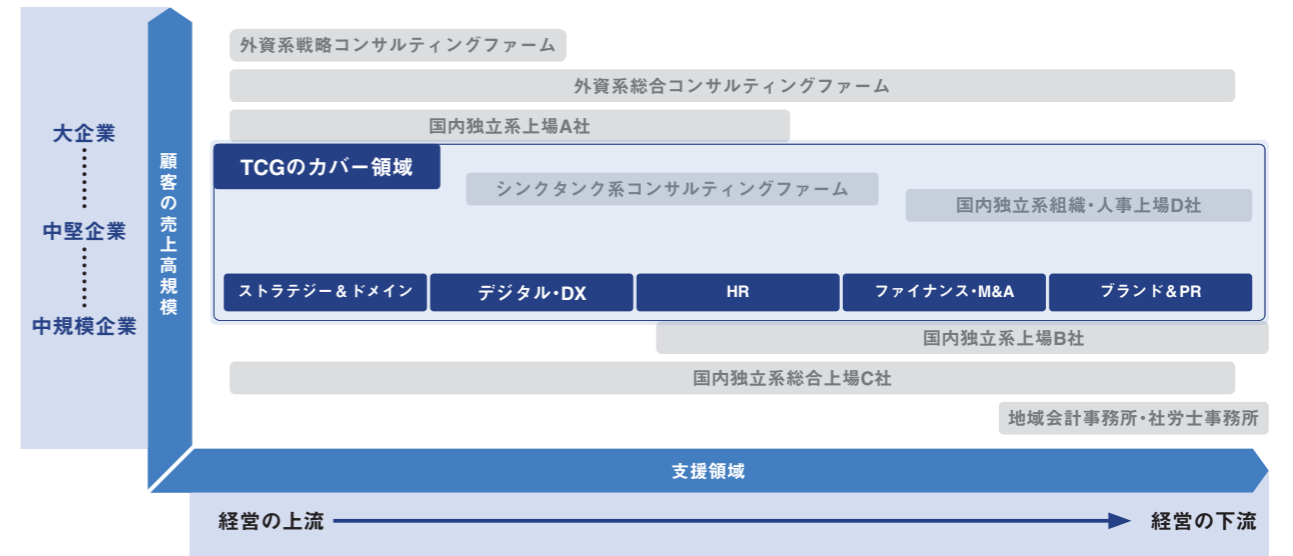 外資系戦略コンサルティングファーム
外資系総合コンサルティングファーム
国内独立系上場A社
大企業
中堅企業
中規模企業
顧客の売上高規模
TCGのカバー領域
シンクタンク系コンサルティングファーム
国内独立系組織・人事上場D社
ストラテジー&ドメイン
デジタル・DX
HR
ファイナンス・M&A
ブランド&PR
国内独立系上場B社
国内独立系総合上場C社
地域会計事務所・社労士事務所
支援領域
経営の上流
経営の下流